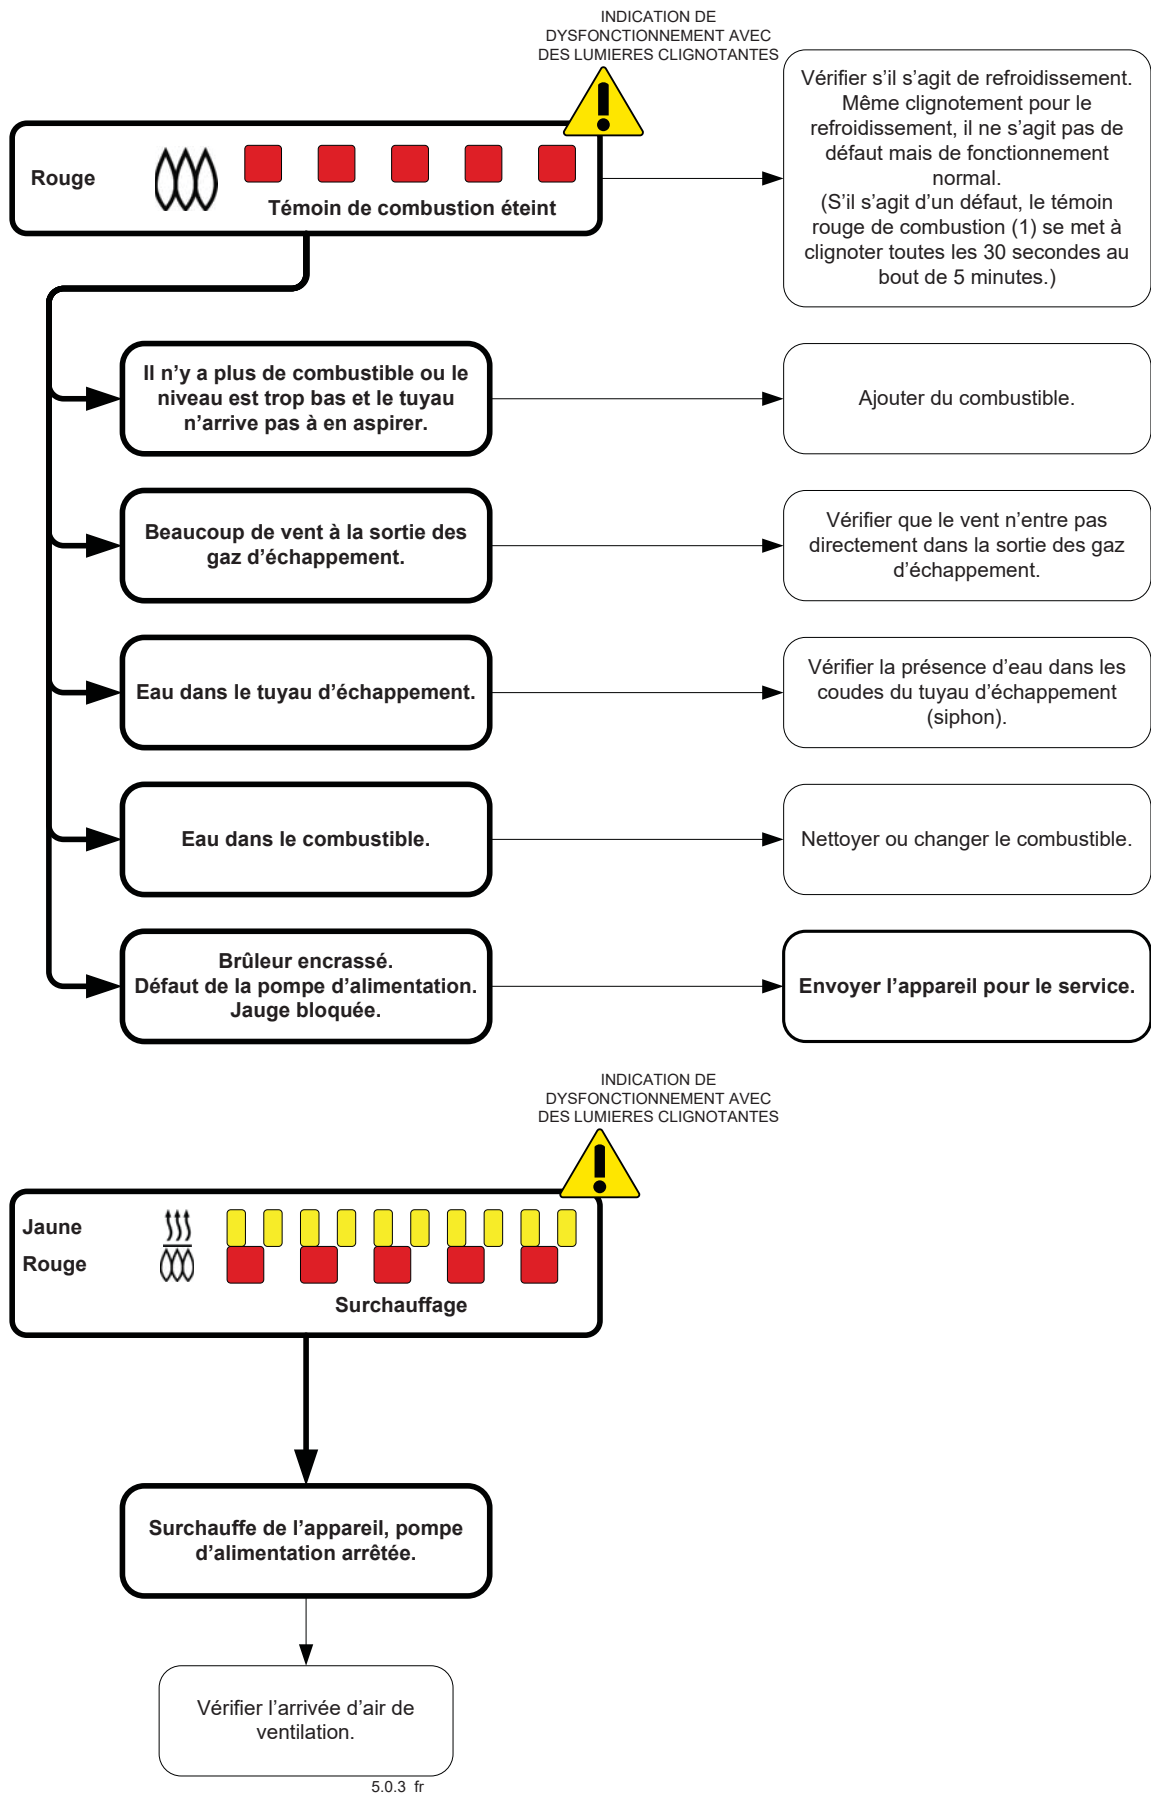 INDICATION DE
DYSFONCTIONNEMENT AVEC
DES LUMIERES CLIGNOTANTES
Rouge
Témoin de combustion éteint
Vérifier s’il s’agit de refroidissement.
Même clignotement pour le
refroidissement, il ne s’agit pas de
défaut mais de fonctionnement
normal.
(S’il s’agit d’un défaut, le témoin
rouge de combustion (1) se met à
clignoter toutes les 30 secondes au
bout de 5 minutes.)
Il n’y a plus de combustible ou le
niveau est trop bas et le tuyau
n’arrive pas à en aspirer.
Ajouter du combustible.
Beaucoup de vent à la sortie des
gaz d’échappement.
Vérifier que le vent n’entre pas
directement dans la sortie des gaz
d’échappement.
Eau dans le tuyau d’échappement.
Vérifier la présence d’eau dans les
coudes du tuyau d’échappement
(siphon).
Eau dans le combustible.
Nettoyer ou changer le combustible.
Brûleur encrassé.
Défaut de la pompe d’alimentation.
Jauge bloquée.
Envoyer l’appareil pour le service.
INDICATION DE
DYSFONCTIONNEMENT AVEC
DES LUMIERES CLIGNOTANTES
Jaune
Rouge
Surchauffage
Surchauffe de l’appareil, pompe
d’alimentation arrêtée.
Vérifier l’arrivée d’air de
ventilation.
5.0.3 fr